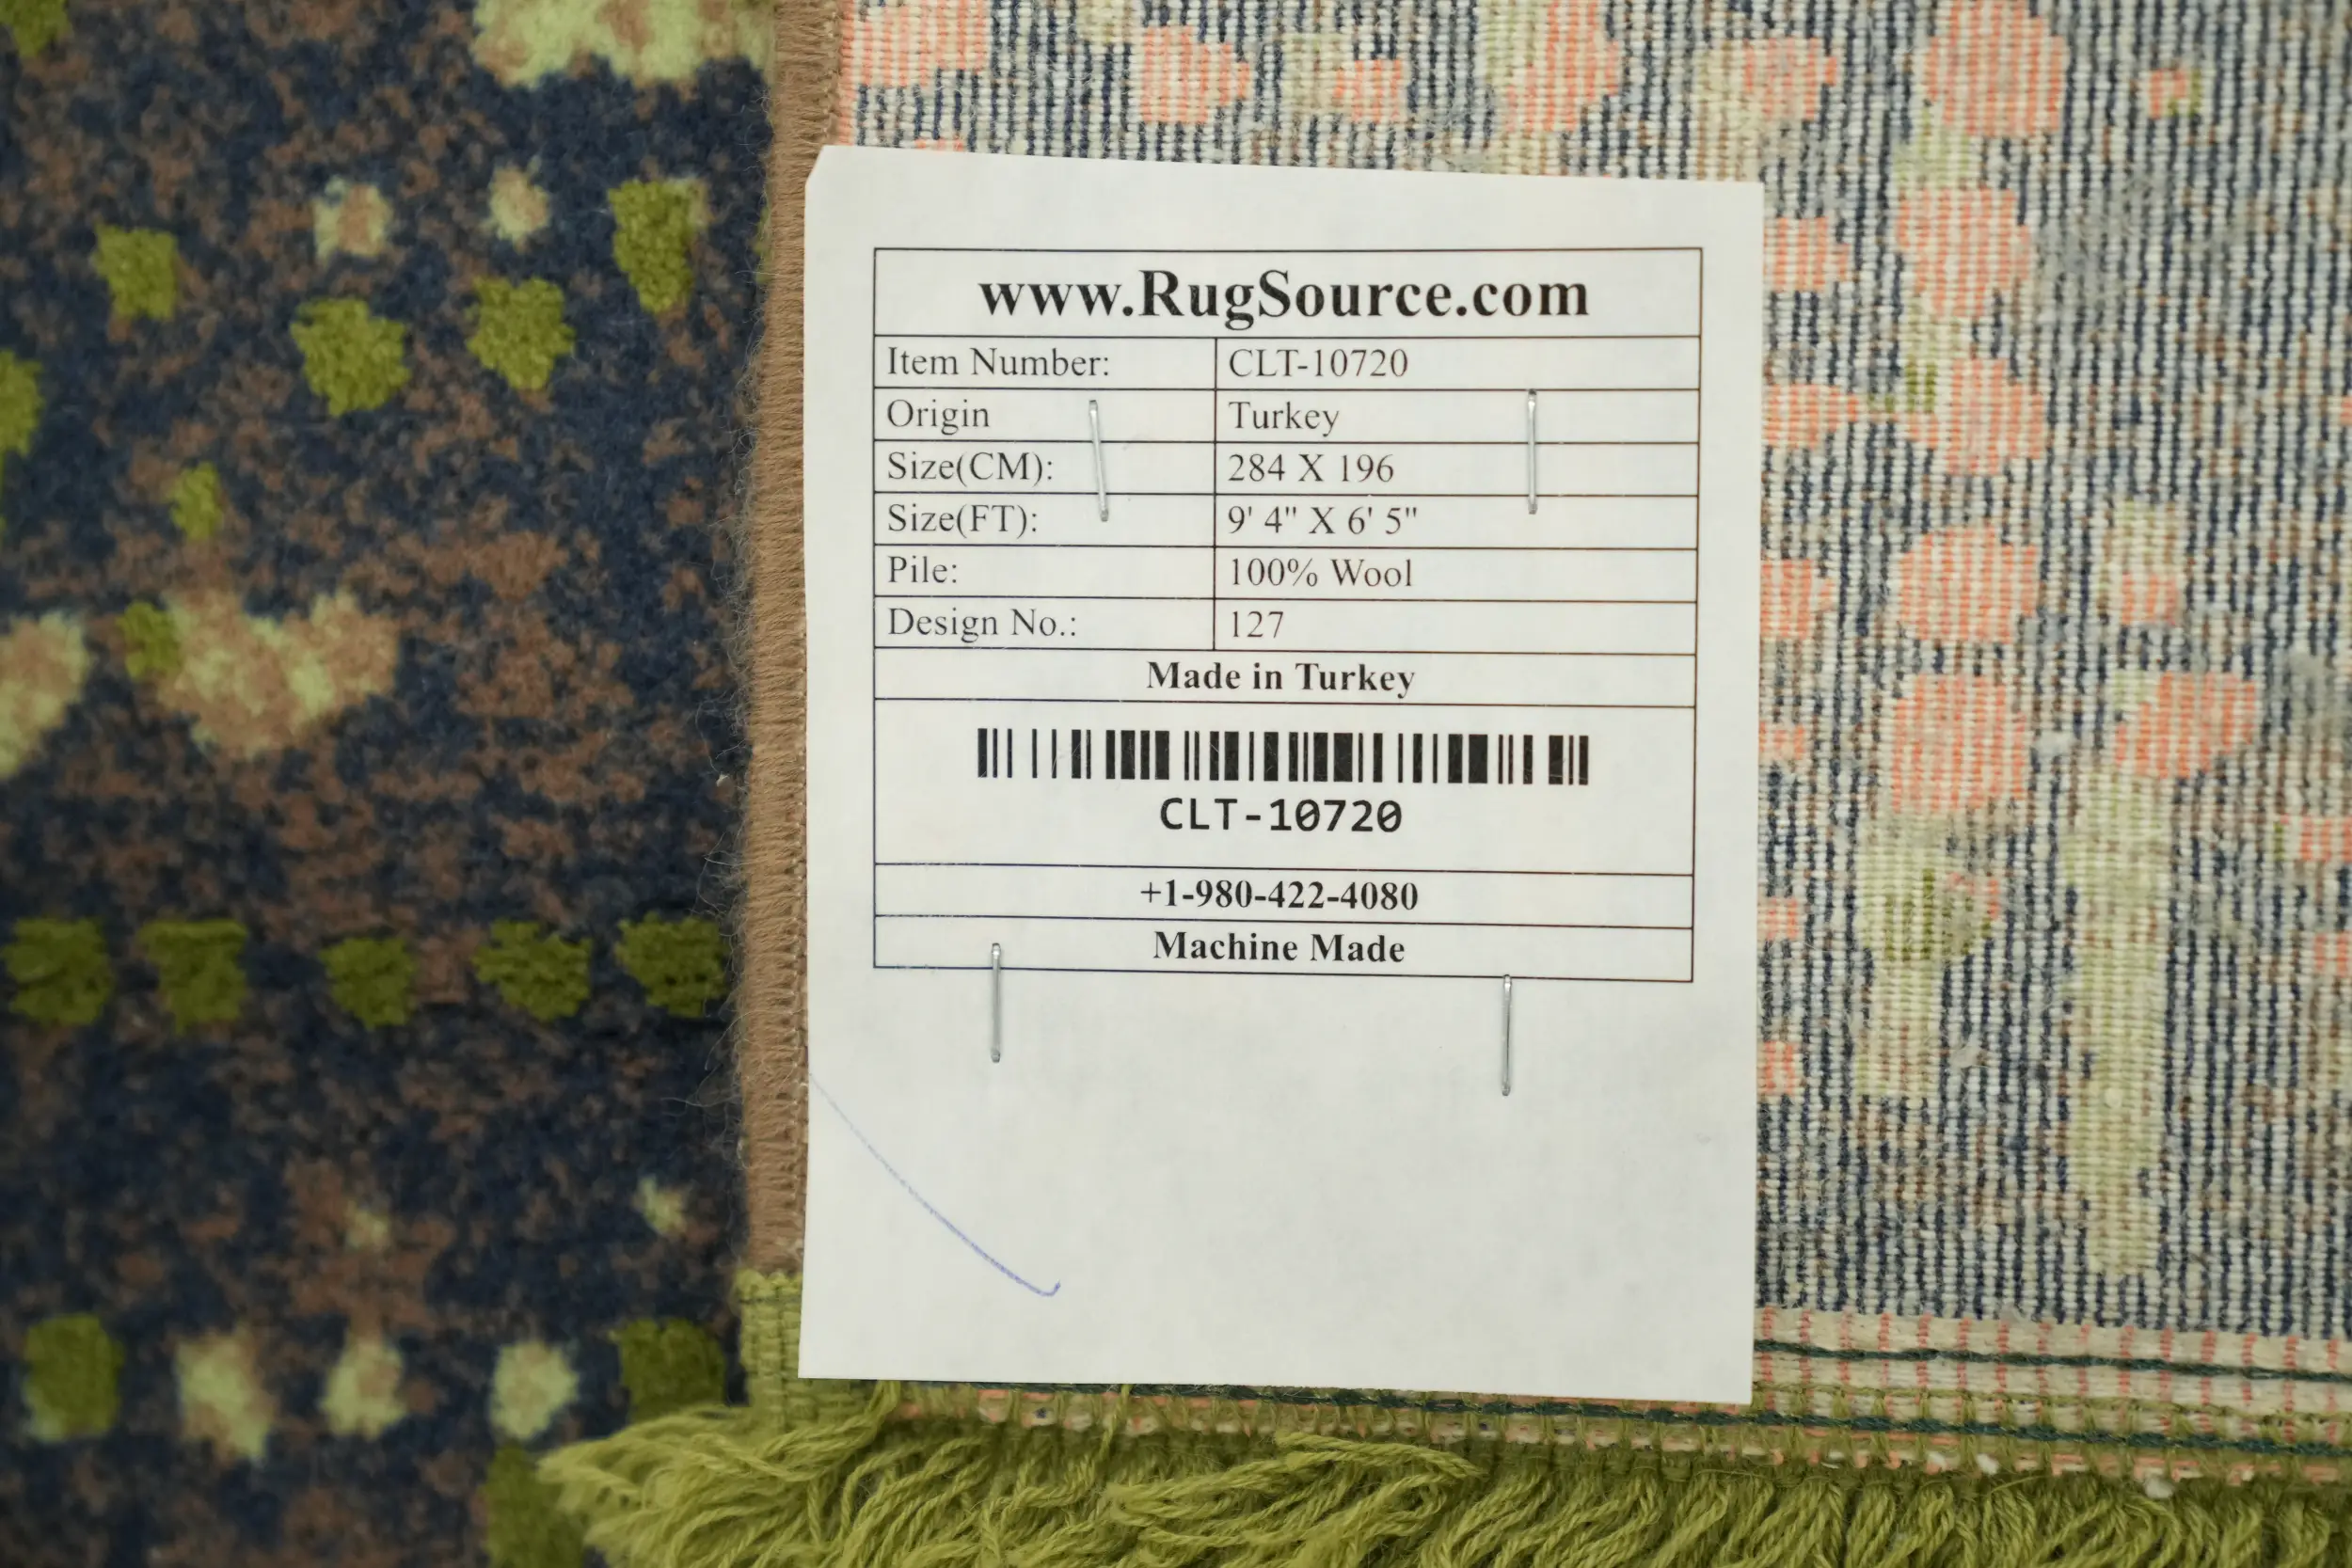 www.RugSource.com
Item Number: CLT-10720
Origin Turkey
Size(CM): 284 X 196
Size(FT): 9' 4" X 6' 5"
Pile: 100% Wool
Design No.: 127
Made in Turkey
CLT-10720
+1-980-422-4080
Machine Made